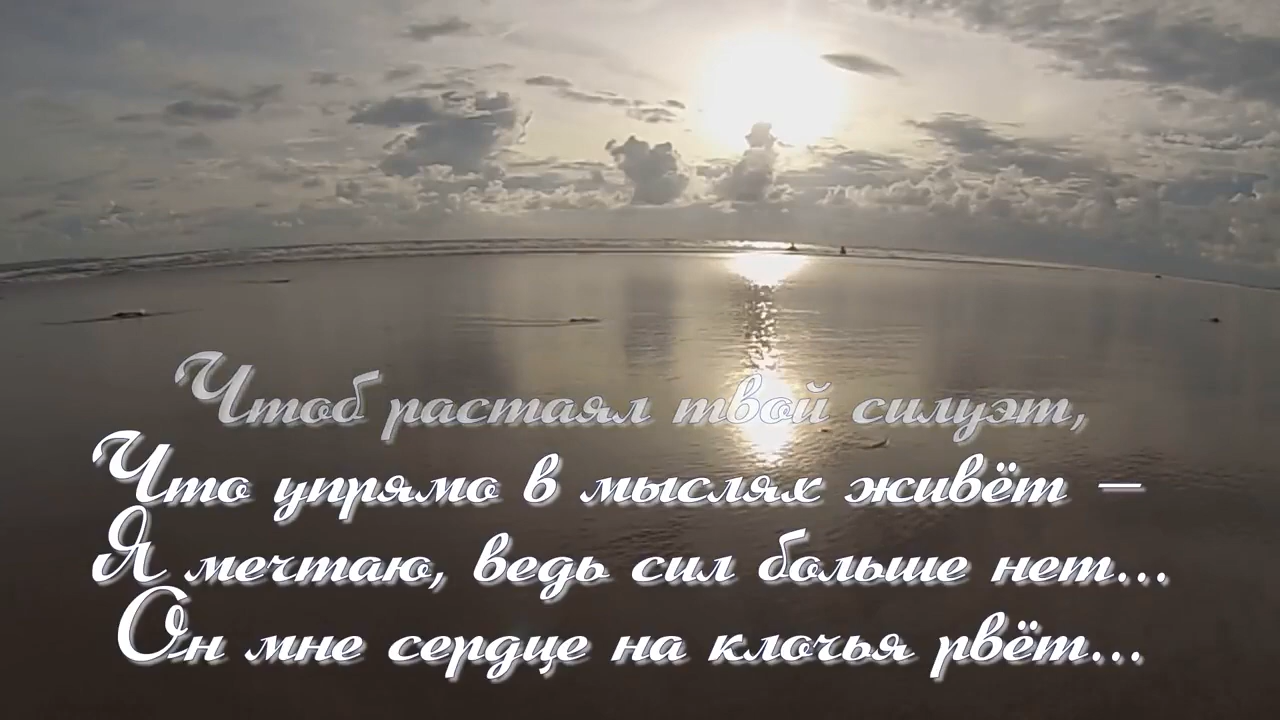 Чтоб растаял твой силуэт,
Что упрямо в мыслях живёт –
Я мечтаю, ведь сил больше нет...
Он мне сердце на клочья рвёт...